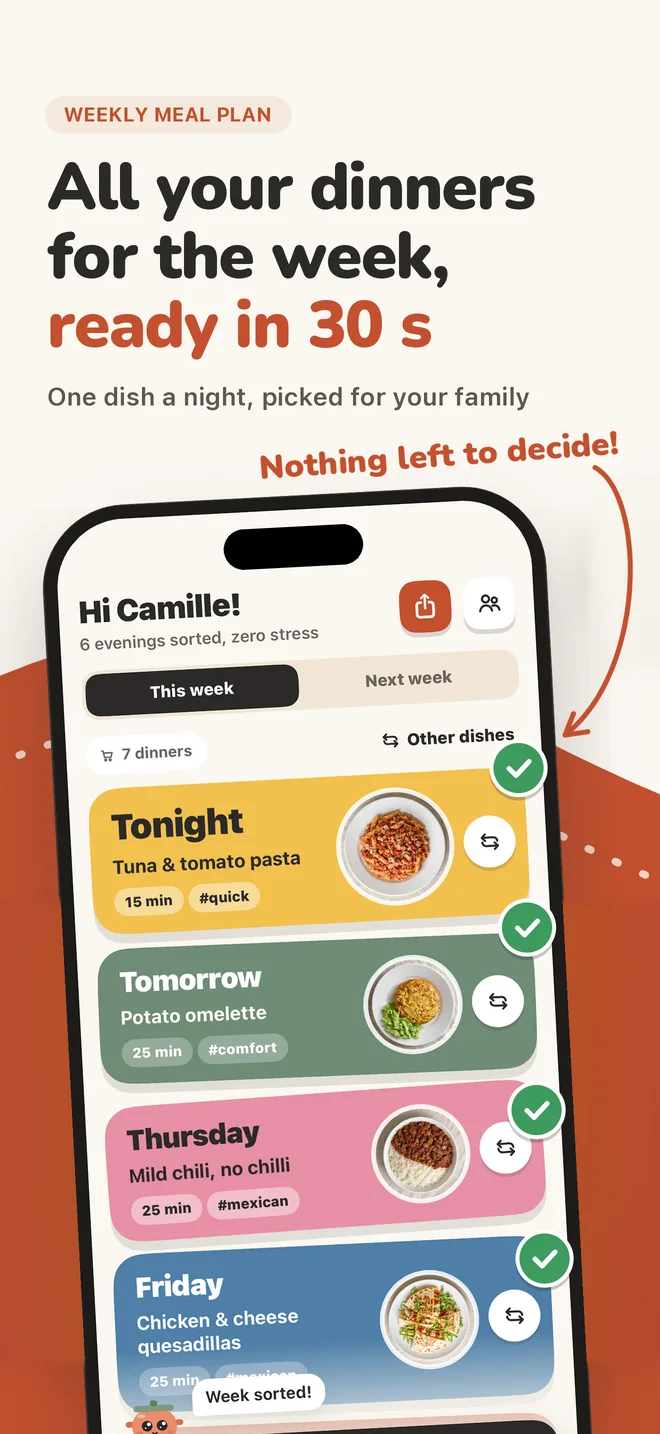 WEEKLY MEAL PLAN
All your dinners
for the week,
ready in 30 s
One dish a night, picked for your family
Nothing left to decide!
Hi Camille!
6 evenings sorted, zero stress
This week
Next week
7 dinners
Other dishes
Tonight
Tuna & tomato pasta
15 min
#quick
Tomorrow
Potato omelette
25 min
#comfort
Thursday
Mild chili, no chilli
25 min
#mexican
Friday
Chicken & cheese
quesadillas
25 min
#mexican
Week sorted!